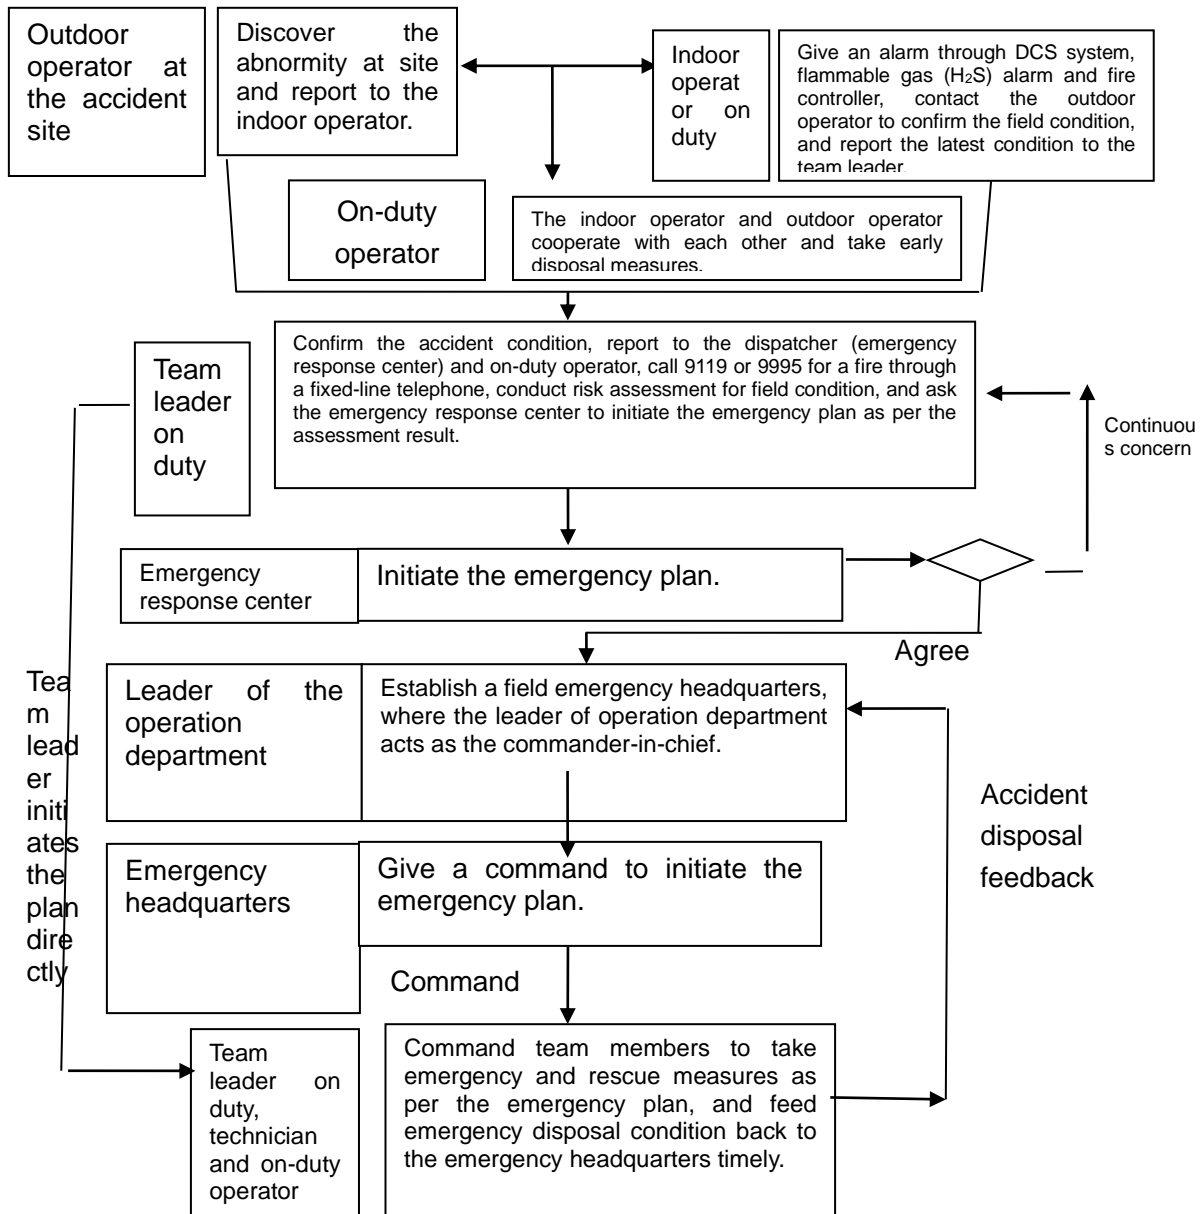 Outdoor
operator at
the accident
site
Discover the
abnormity at site
and report to the
indoor operator.
Indoor
operat
or on
duty
Give an alarm through DCS system,
flammable gas (H₂S) alarm and fire
controller, contact the outdoor
operator to confirm the field condition,
and report the latest condition to the
team leader.
On-duty
operator
The indoor operator and outdoor operator
cooperate with each other and take early
disposal measures.
Team
leader
on
duty
Confirm the accident condition, report to the dispatcher (emergency
response center) and on-duty operator, call 9119 or 9995 for a fire through
a fixed-line telephone, conduct risk assessment for field condition, and ask
the emergency response center to initiate the emergency plan as per the
assessment result.
Continuou
s concern
Emergency
response center
Initiate the emergency plan.
Agree
Tea
m
lead
er
initi
ates
the
plan
dire
ctly
Leader of the
operation
department
Establish a field emergency headquarters,
where the leader of operation department
acts as the commander-in-chief.
Accident
disposal
feedback
Emergency
headquarters
Give a command to initiate the
emergency plan.
Command
Team
leader on
duty,
technician
and on-duty
operator
Command team members to take
emergency and rescue measures as
per the emergency plan, and feed
emergency disposal condition back to
the emergency headquarters timely.